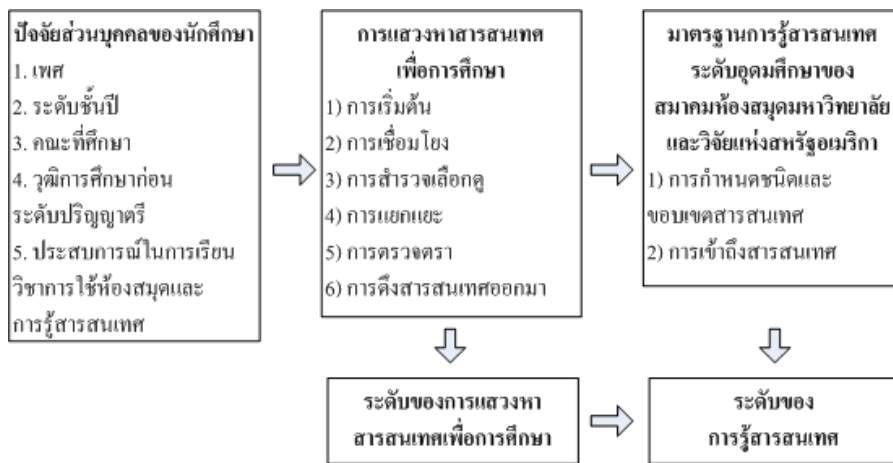 ปัจจัยส่วนบุคคลของนักศึกษา
1. เพศ
2. ระดับชั้นปี
3. คณะที่ศึกษา
4. วุฒิการศึกษาก่อน
ระดับปริญญาตรี
5. ประสบการณ์ในการเรียน
วิชาการใช้ห้องสมุดและ
การรู้สารสนเทศ
การแสวงหาสารสนเทศ
เพื่อการศึกษา
1) การเริ่มต้น
2) การเชื่อมโยง
3) การสำรวจเลือกดู
4) การแยกแยะ
5) การตรวจตรา
6) การดึงสารสนเทศออกมา
มาตรฐานการรู้สารสนเทศ
ระดับอุดมศึกษาของ
สมาคมห้องสมุดมหาวิทยาลัย
และวิจัยแห่งสหรัฐอเมริกา
1) การกำหนดชนิดและ
ขอบเขตสารสนเทศ
2) การเข้าถึงสารสนเทศ
ระดับของการแสวงหา
สารสนเทศเพื่อการศึกษา
ระดับของ
การรู้สารสนเทศ